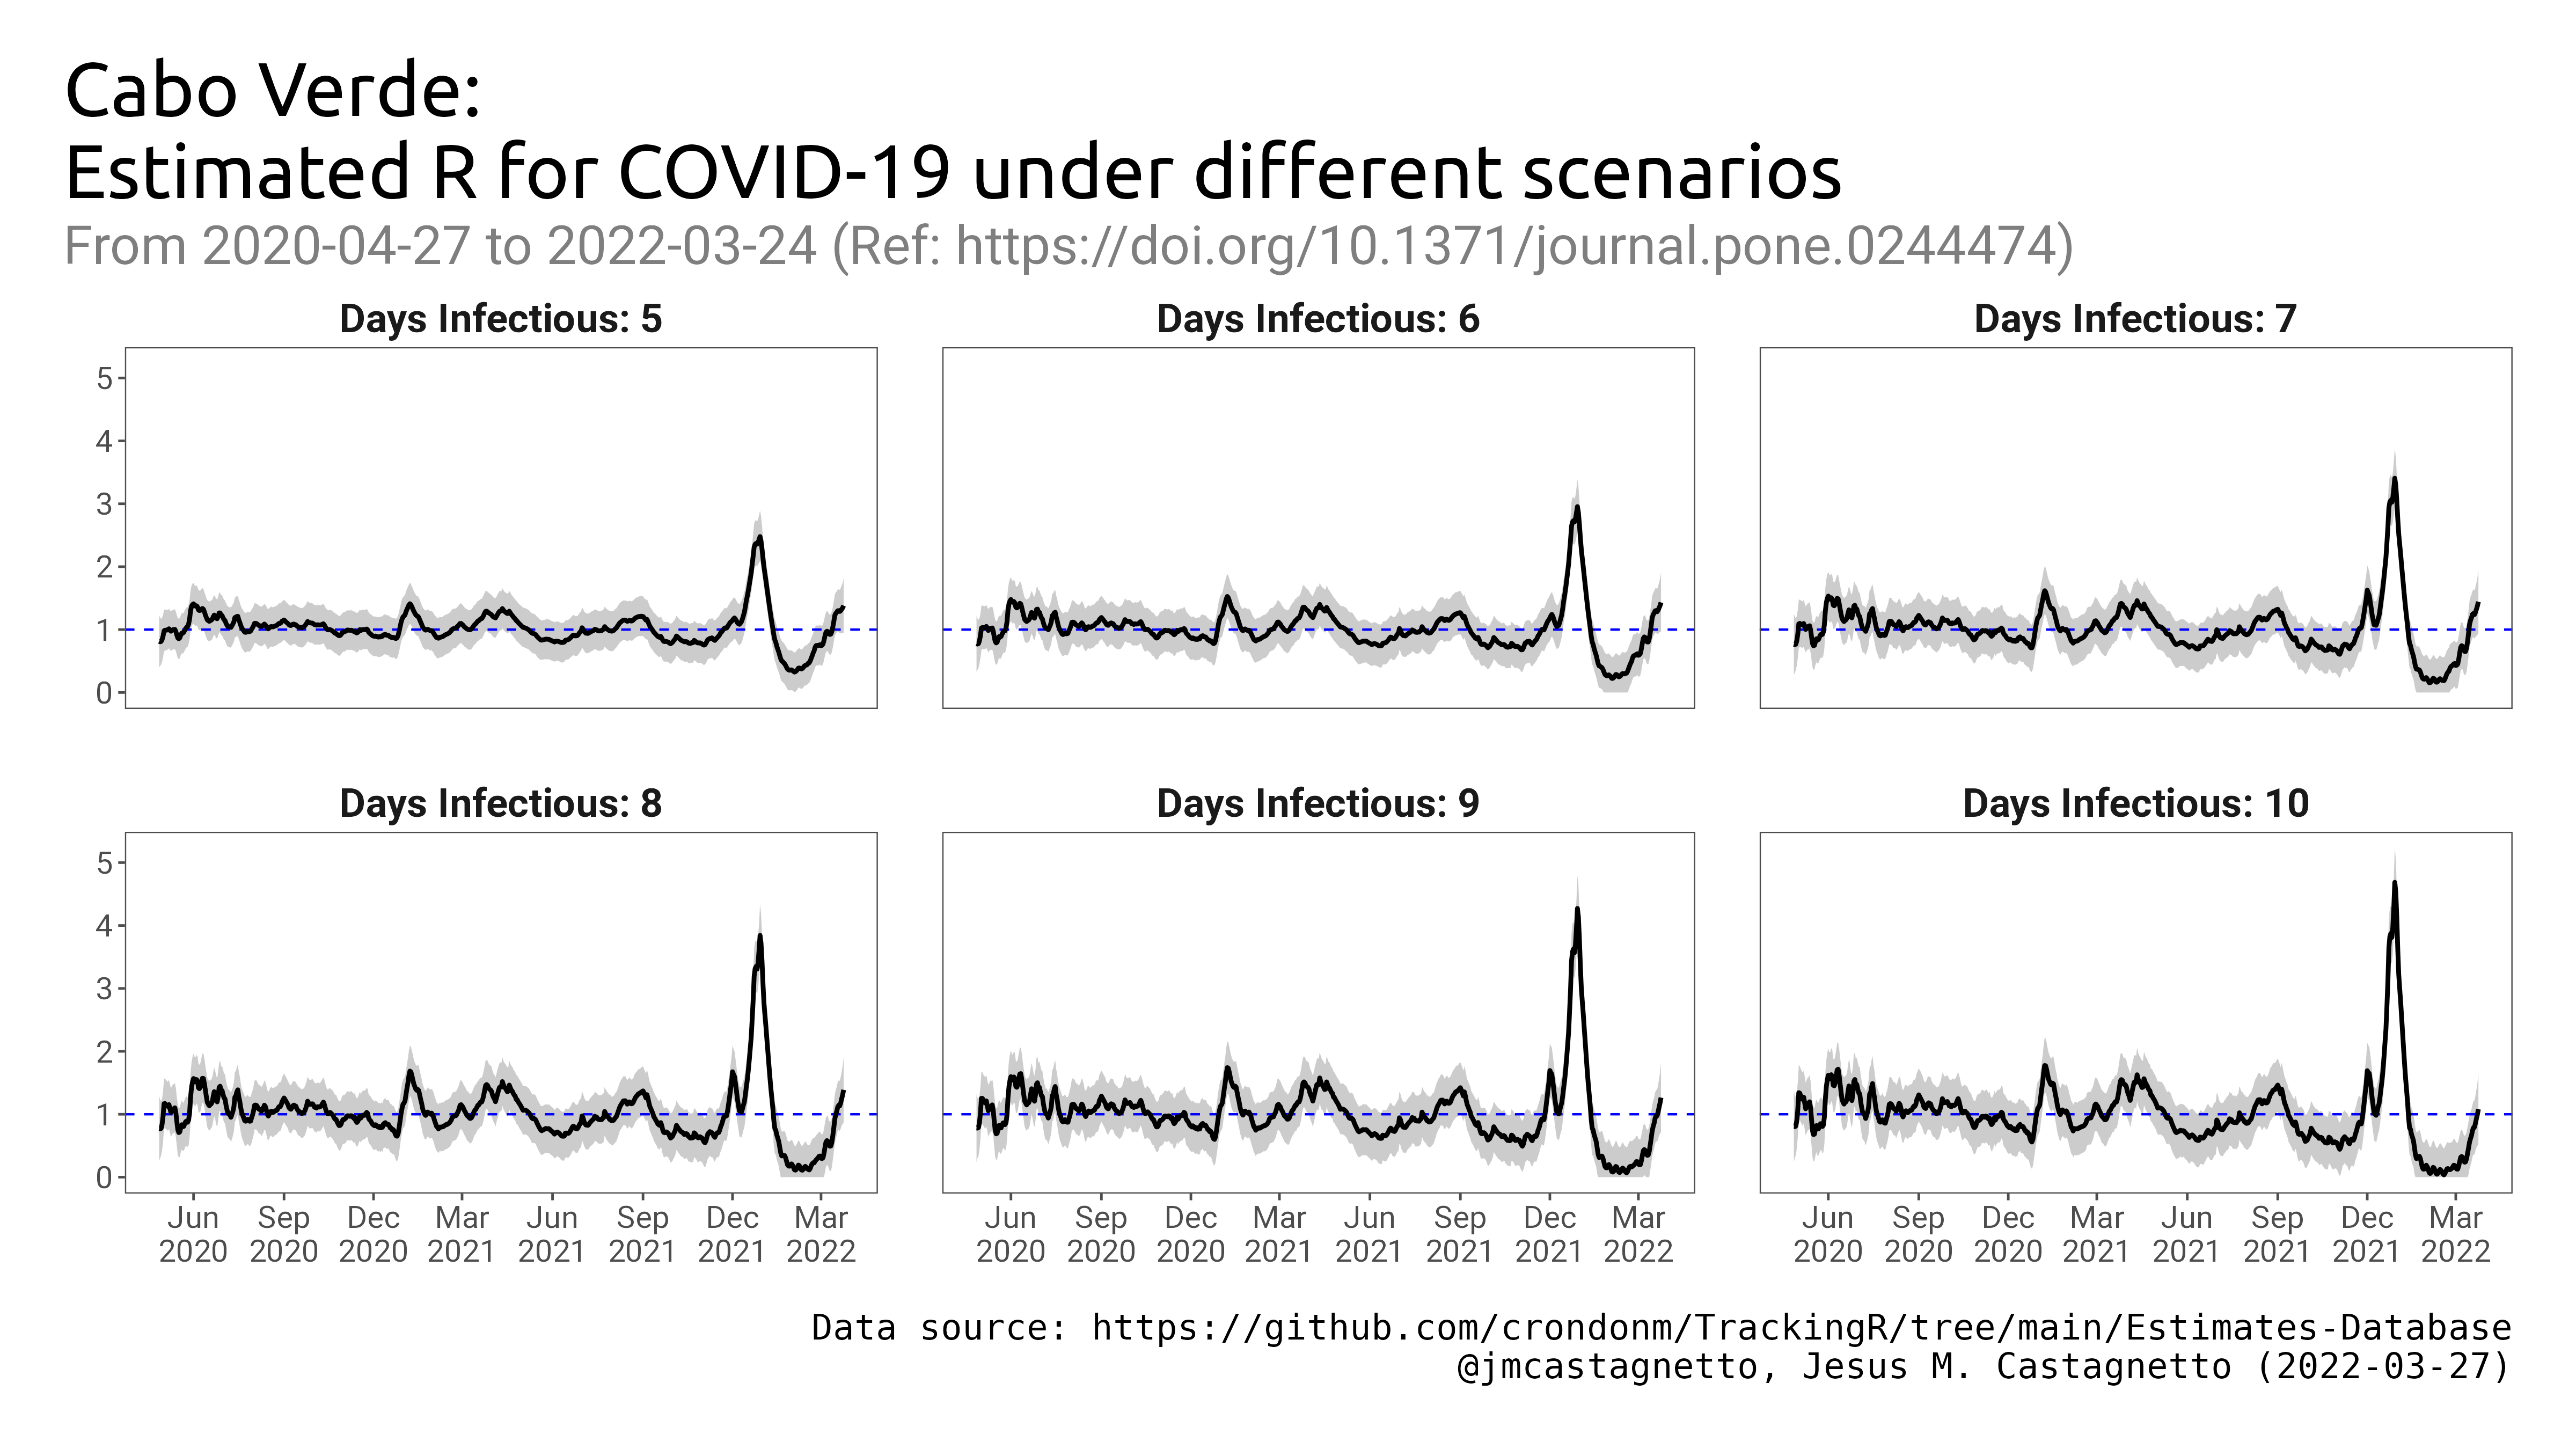 Cabo Verde:
Estimated R for COVID-19 under different scenarios
From 2020-04-27 to 2022-03-24 (Ref: https://doi.org/10.1371/journal.pone.0244474)
Days Infectious: 5
Days Infectious: 6
Days Infectious: 7
5
4
3
2
1
0
Days Infectious: 8
Days Infectious: 9
Days Infectious: 10
5
4
3
2
1
0
Jun Sep Dec Mar Jun Sep Dec Mar
2020 2020 2020 2021 2021 2021 2021 2022
Jun Sep Dec Mar Jun Sep Dec Mar
2020 2020 2020 2021 2021 2021 2021 2022
Jun Sep Dec Mar Jun Sep Dec Mar
2020 2020 2020 2021 2021 2021 2021 2022
Data source: https://github.com/crondonm/TrackingR/tree/main/Estimates-Database
@jmcastagnetto, Jesus M. Castagnetto (2022-03-27)